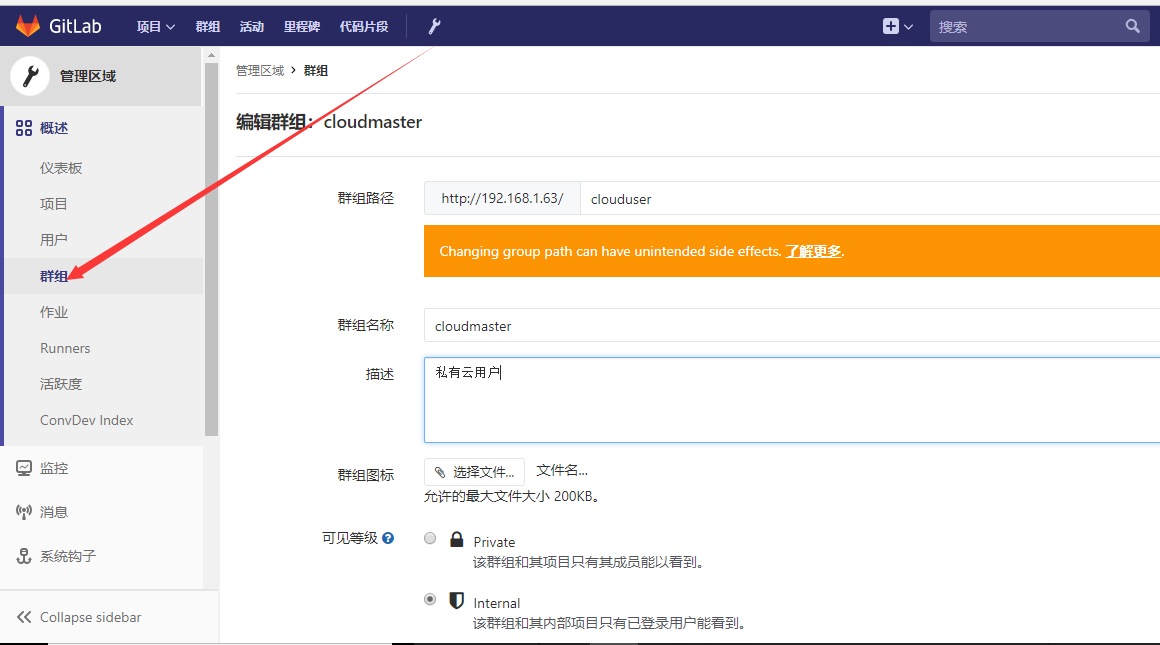 GitLab 项目 群组 活动 里程碑 代码片段 搜索
管理区域
概述
仪表板
项目
用户
群组
作业
Runners
活跃度
ConvDev Index
监控
消息
系统钩子
Collapse sidebar
管理区域 › 群组
编辑群组: cloudmaster
群组路径 http://192.168.1.63/ clouduser
Changing group path can have unintended side effects. 了解更多.
群组名称 cloudmaster
描述 私有云用户
群组图标 选择文件... 文件名...
允许的最大文件大小 200KB。
可见等级 Private
该群组和其项目只有其成员能以看到。
Internal
该群组和其内部项目只有已登录用户能看到。